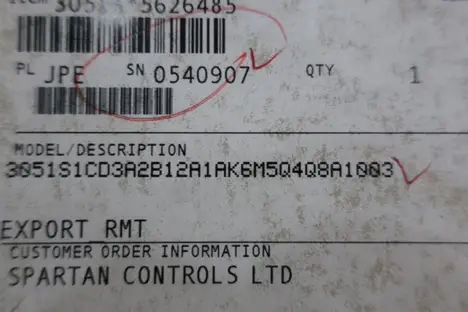 5626485
PL JPE SN 0540907 QTY 1
MODEL/DESCRIPTION
3051S1CD3A2B12A1AK6M5Q4Q8A1003
EXPORT RMT
CUSTOMER ORDER INFORMATION
SPARTAN CONTROLS LTD